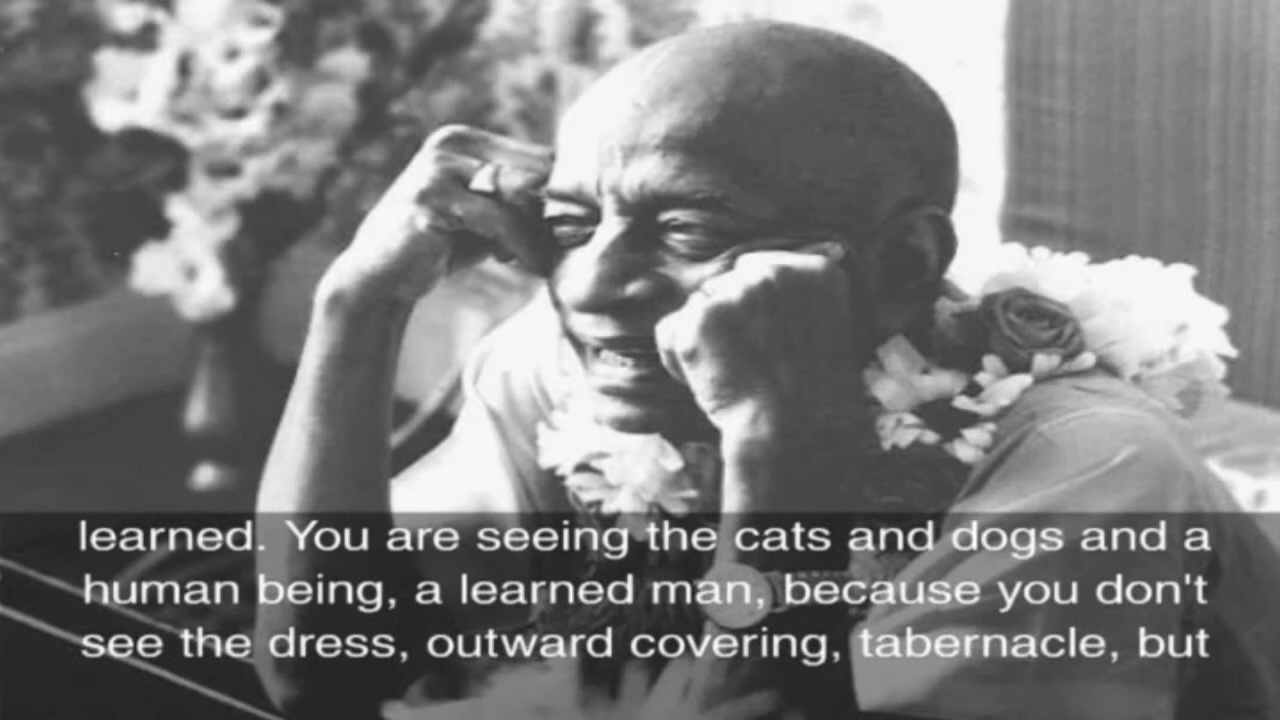 learned. You are seeing the cats and dogs and a
human being, a learned man, because you don't
see the dress, outward covering, tabernacle, but